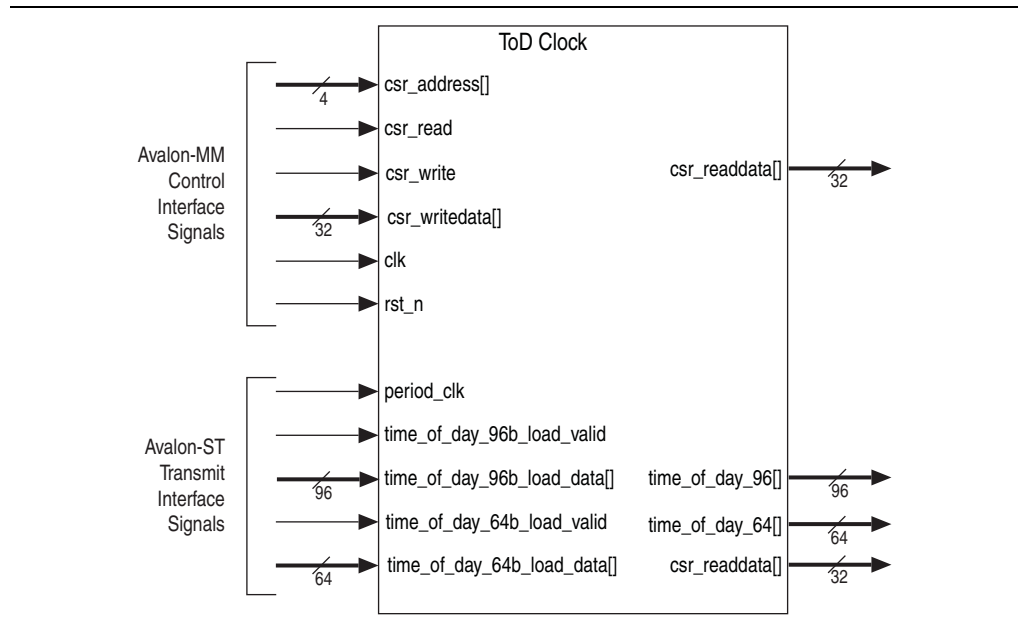 ToD Clock
Avalon-MM
Control
Interface
Signals
4
csr_address[]
csr_read
csr_write
32
csr_writedata[]
clk
rst_n
csr_readdata[]
32
Avalon-ST
Transmit
Interface
Signals
period_clk
time_of_day_96b_load_valid
96
time_of_day_96b_load_data[]
time_of_day_64b_load_valid
64
time_of_day_64b_load_data[]
time_of_day_96[]
96
time_of_day_64[]
64
csr_readdata[]
32